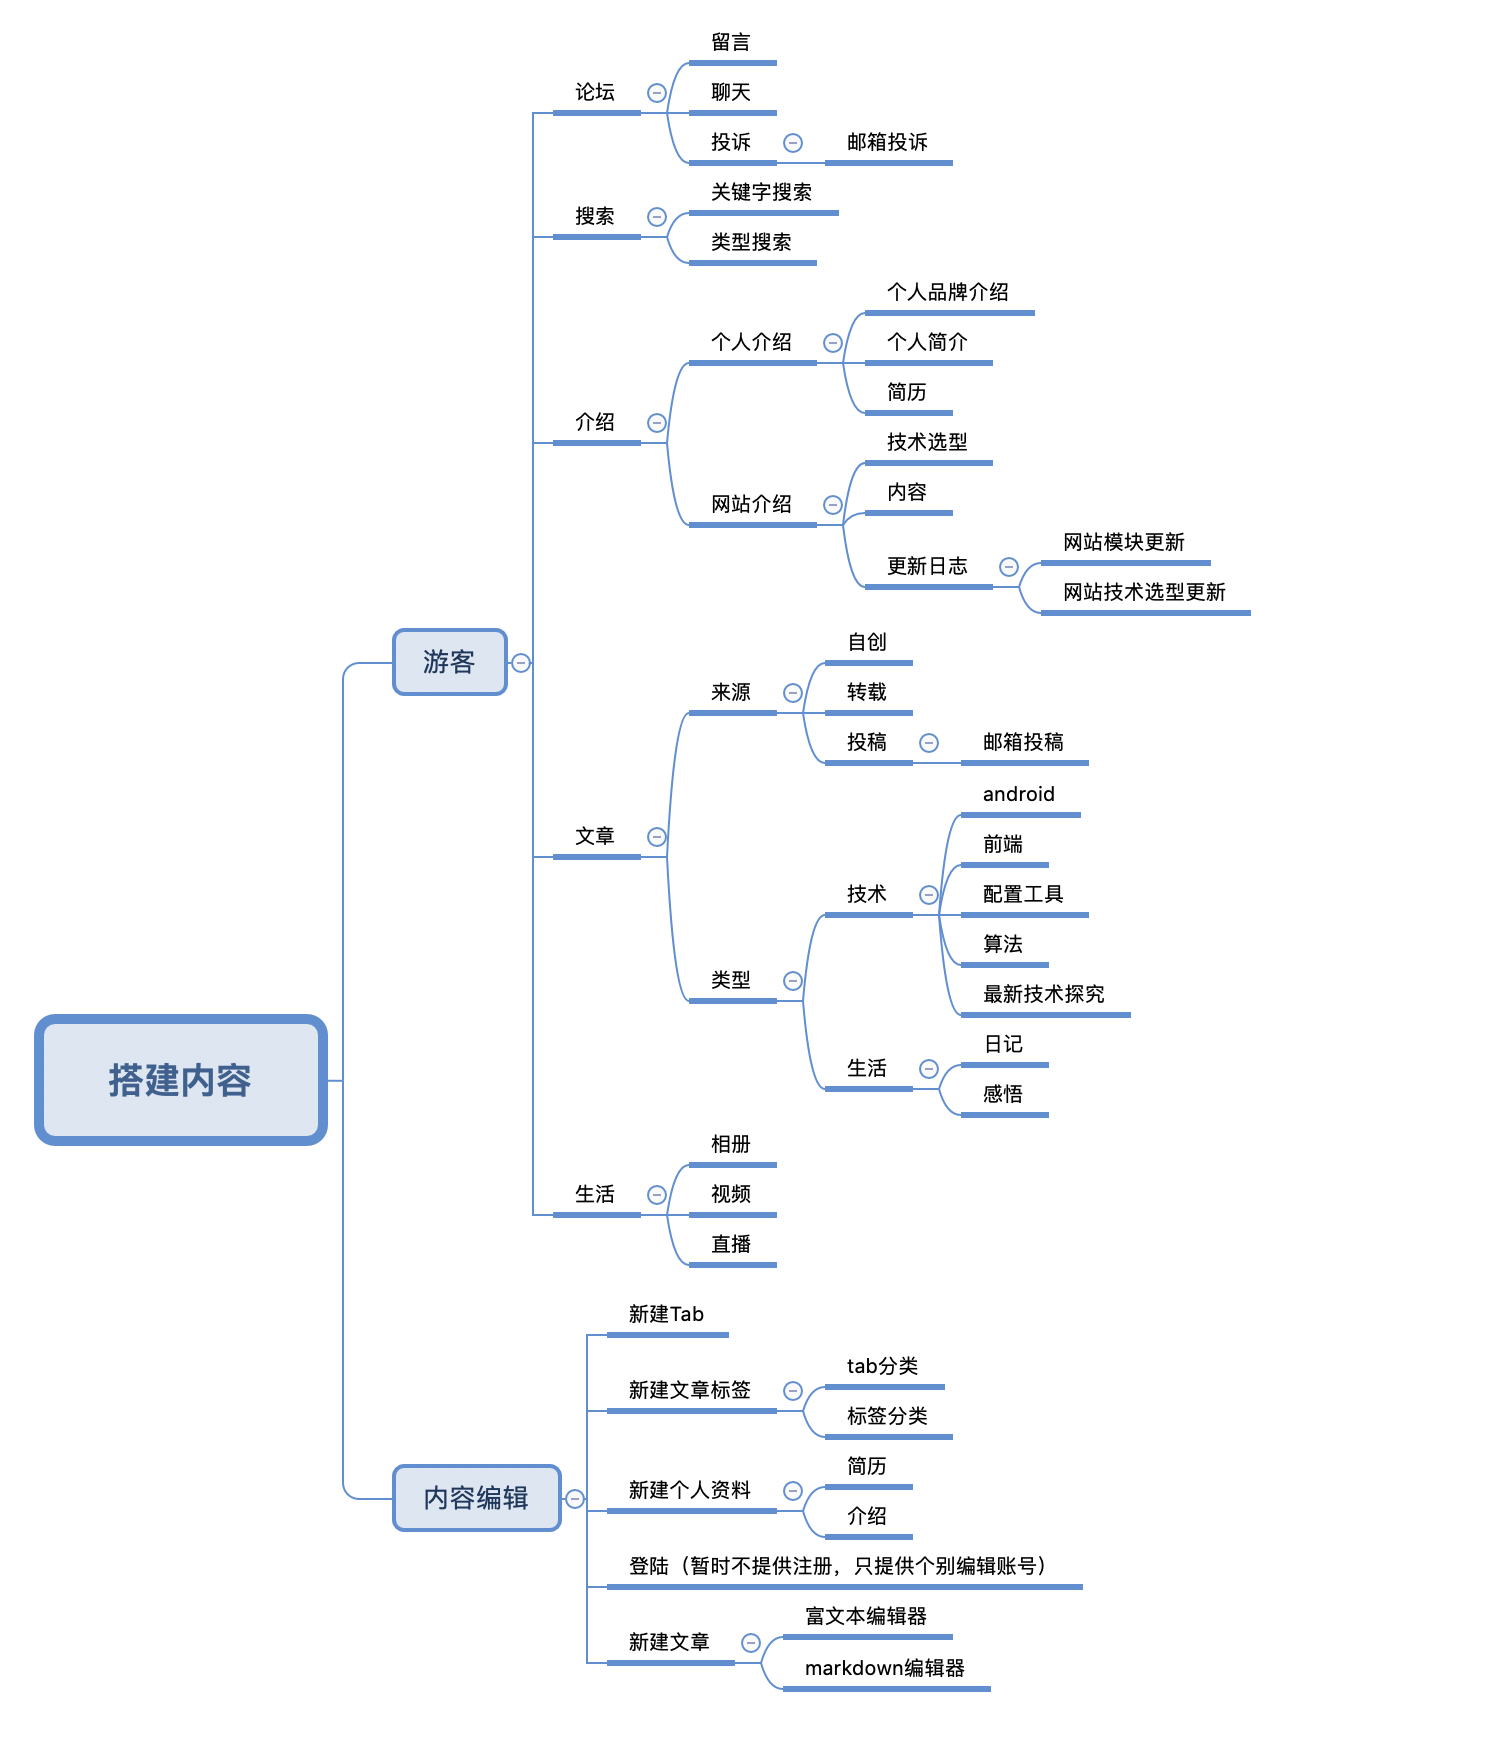 留言
论坛
聊天
投诉
邮箱投诉
关键字搜索
搜索
类型搜索
个人品牌介绍
个人介绍
个人简介
简历
介绍
技术选型
网站介绍
内容
更新日志
网站模块更新
网站技术选型更新
游客
自创
来源
转载
投稿
邮箱投稿
文章
android
前端
技术
配置工具
算法
最新技术探究
类型
日记
生活
感悟
搭建内容
相册
生活
视频
直播
新建Tab
tab分类
新建文章标签
标签分类
简历
新建个人资料
介绍
内容编辑
登陆（暂时不提供注册，只提供个别编辑账号）
富文本编辑器
新建文章
markdown编辑器